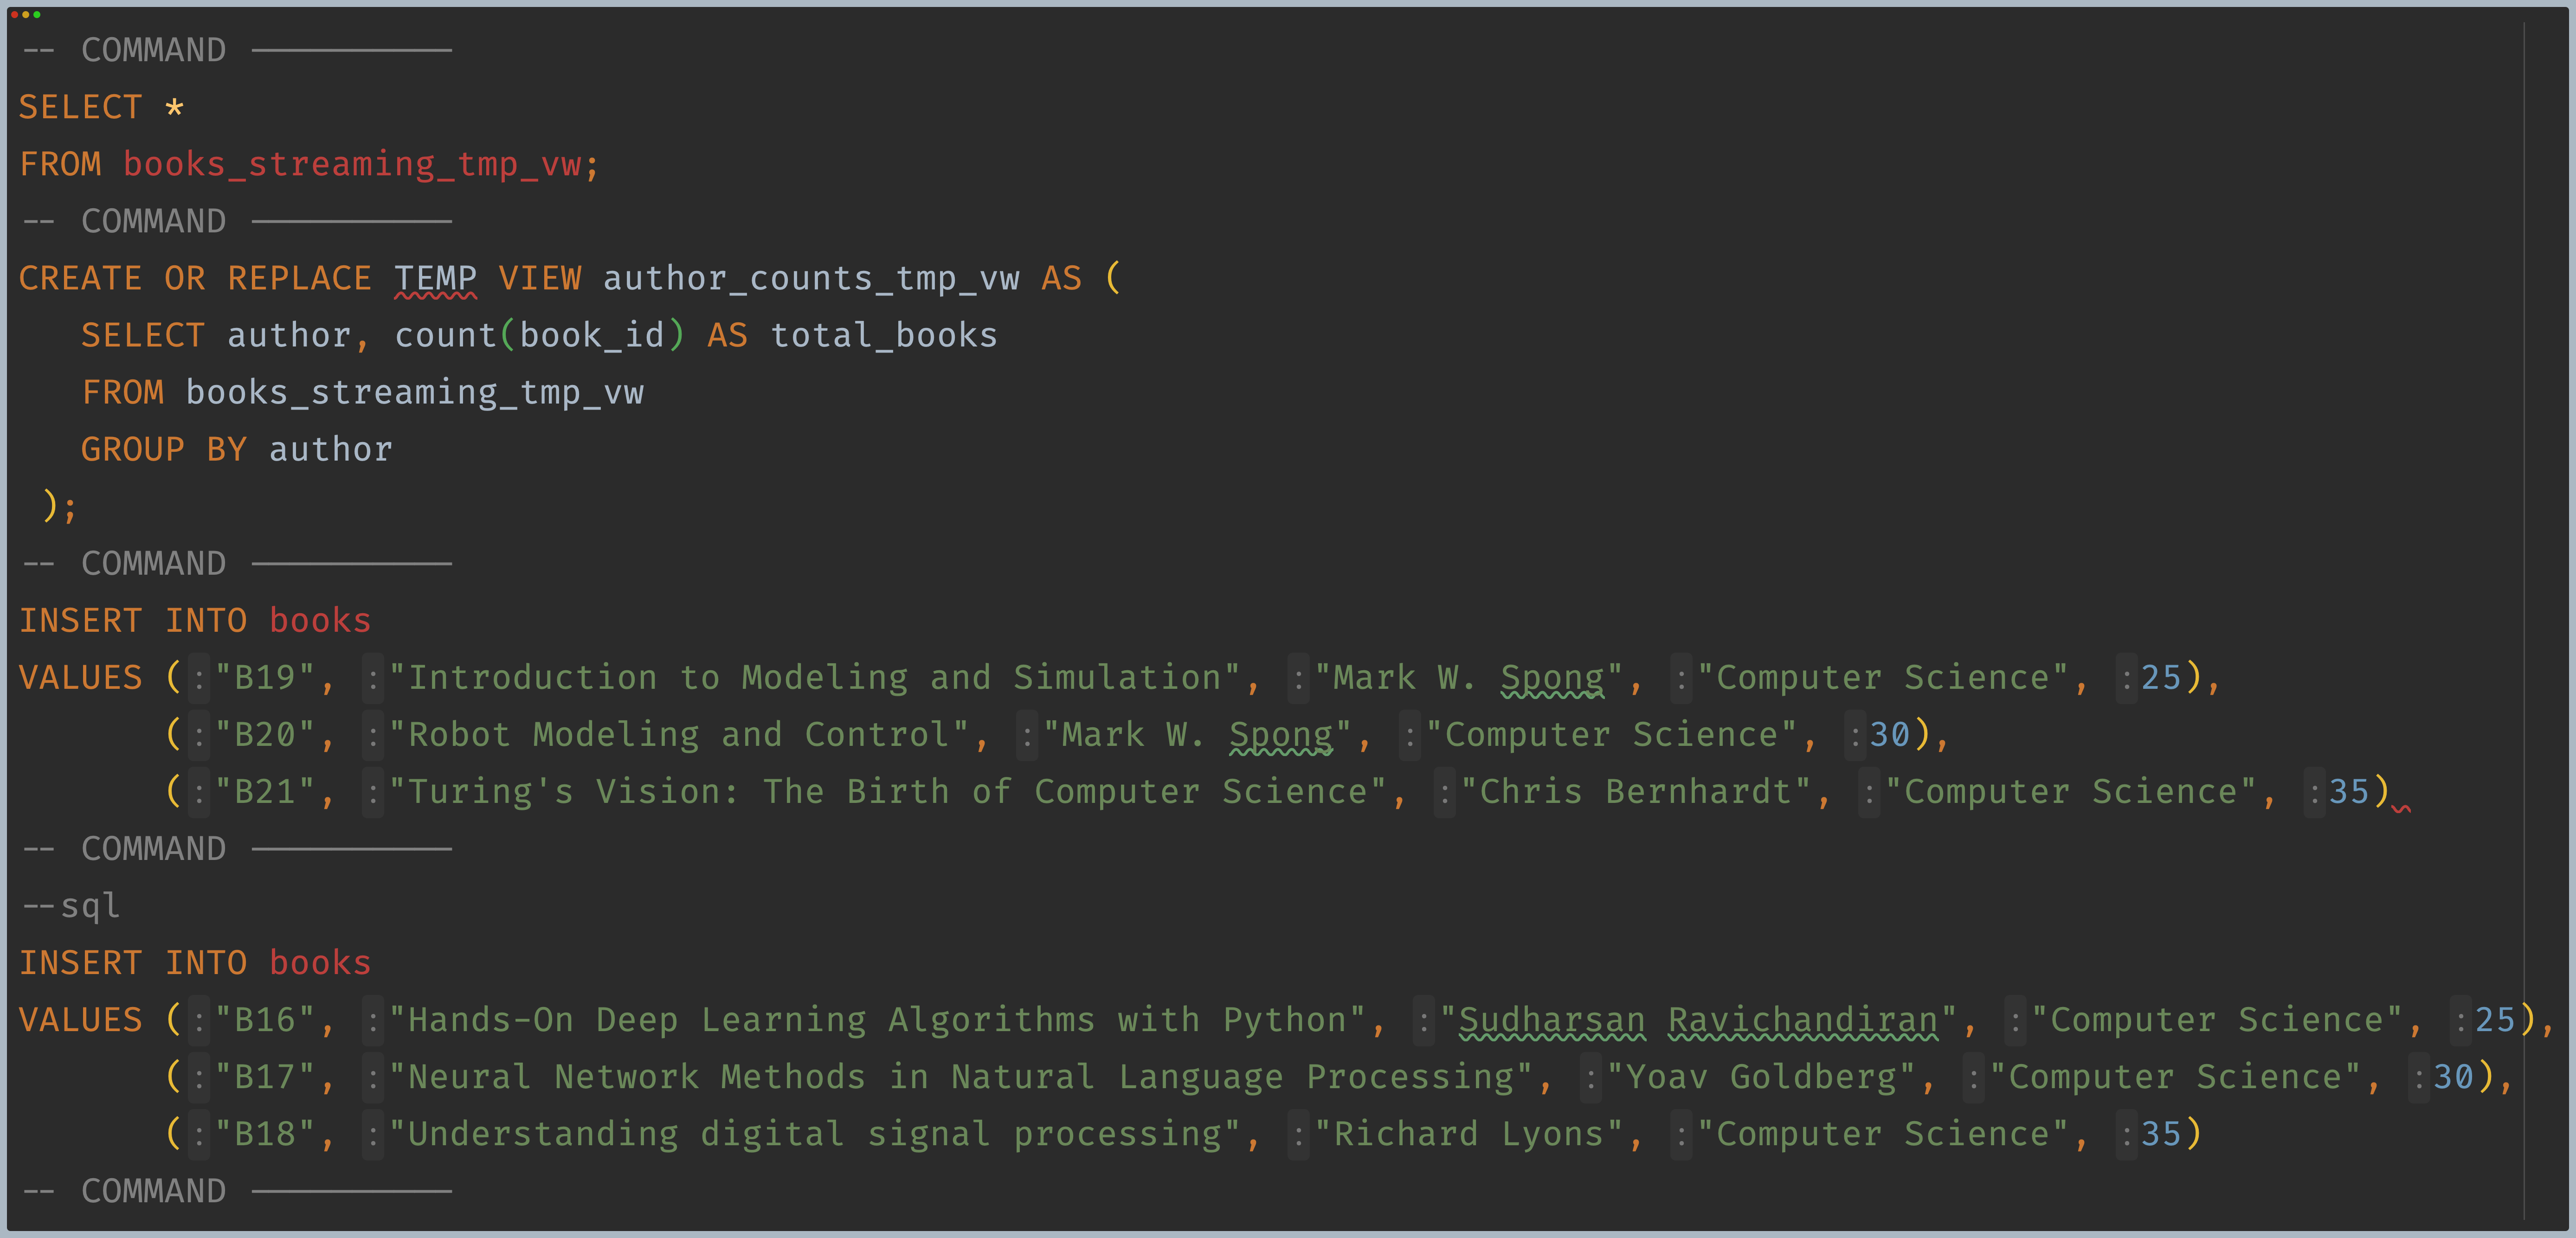 -- COMMAND ----------
SELECT *
FROM books_streaming_tmp_vw;
-- COMMAND ----------
CREATE OR REPLACE TEMP VIEW author_counts_tmp_vw AS (
   SELECT author, count(book_id) AS total_books
   FROM books_streaming_tmp_vw
   GROUP BY author
 );
-- COMMAND ----------
INSERT INTO books
VALUES (:"B19", :"Introduction to Modeling and Simulation", :"Mark W. Spong", :"Computer Science", :25),
       (:"B20", :"Robot Modeling and Control", :"Mark W. Spong", :"Computer Science", :30),
       (:"B21", :"Turing's Vision: The Birth of Computer Science", :"Chris Bernhardt", :"Computer Science", :35)
-- COMMAND ----------
--sql
INSERT INTO books
VALUES (:"B16", :"Hands-On Deep Learning Algorithms with Python", :"Sudharsan Ravichandiran", :"Computer Science", :25),
       (:"B17", :"Neural Network Methods in Natural Language Processing", :"Yoav Goldberg", :"Computer Science", :30),
       (:"B18", :"Understanding digital signal processing", :"Richard Lyons", :"Computer Science", :35)
-- COMMAND ----------